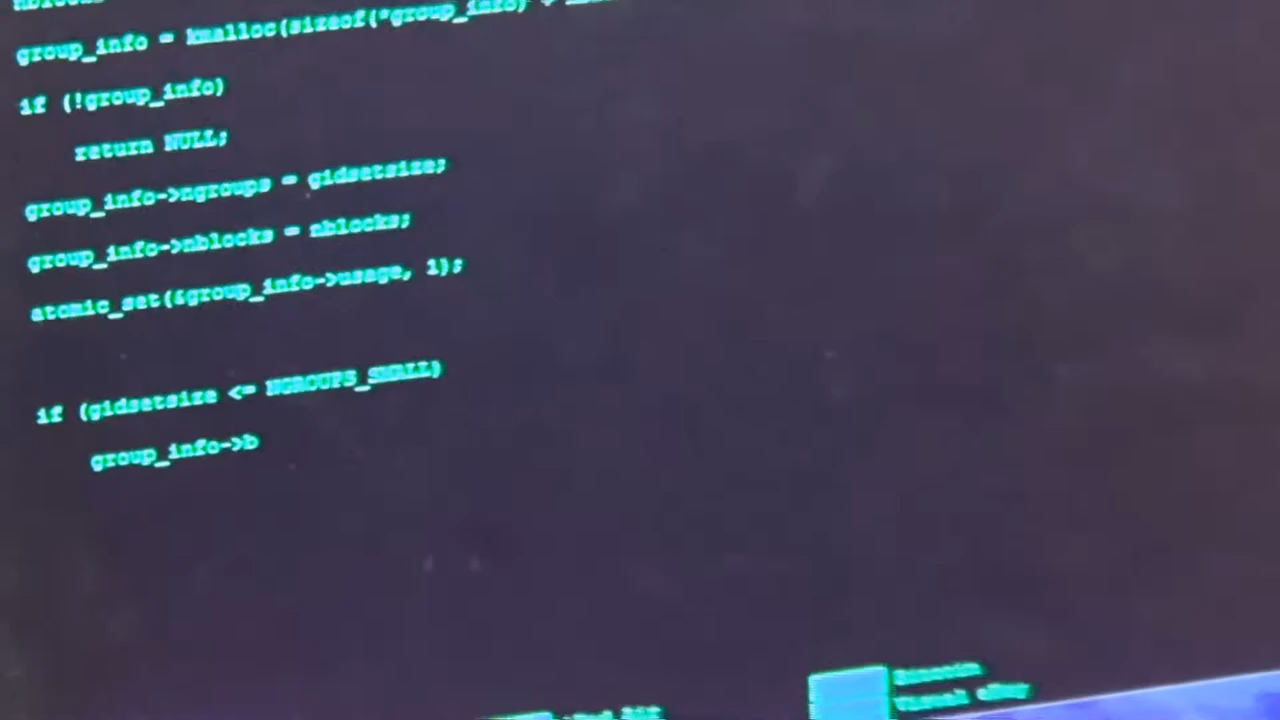 group_info = kmalloc(sizeof(*group_info)
if (!group_info)
return NULL;
group_info->ngroups = gidsetsize;
group_info->nblocks = nblocks;
atomic_set(&group_info->usage, 1);
if (gidsetsize <= NGROUPS_SMALL)
group_info->b
Visual